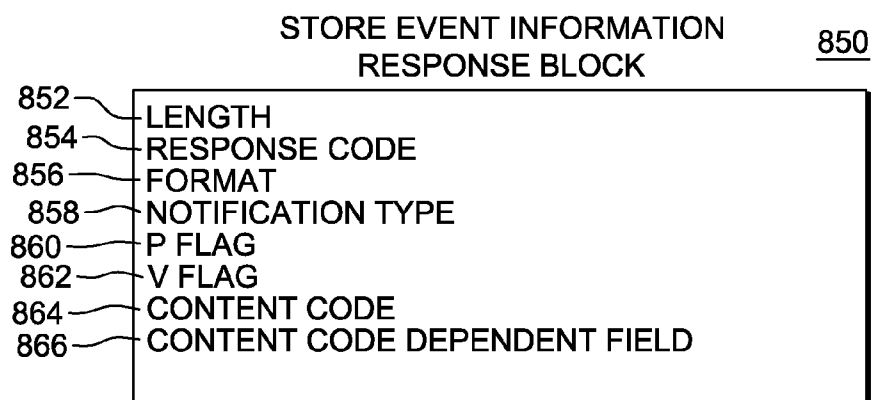 STORE EVENT INFORMATION
RESPONSE BLOCK
850
852 LENGTH
854 RESPONSE CODE
856 FORMAT
858 NOTIFICATION TYPE
860 P FLAG
862 V FLAG
864 CONTENT CODE
866 CONTENT CODE DEPENDENT FIELD